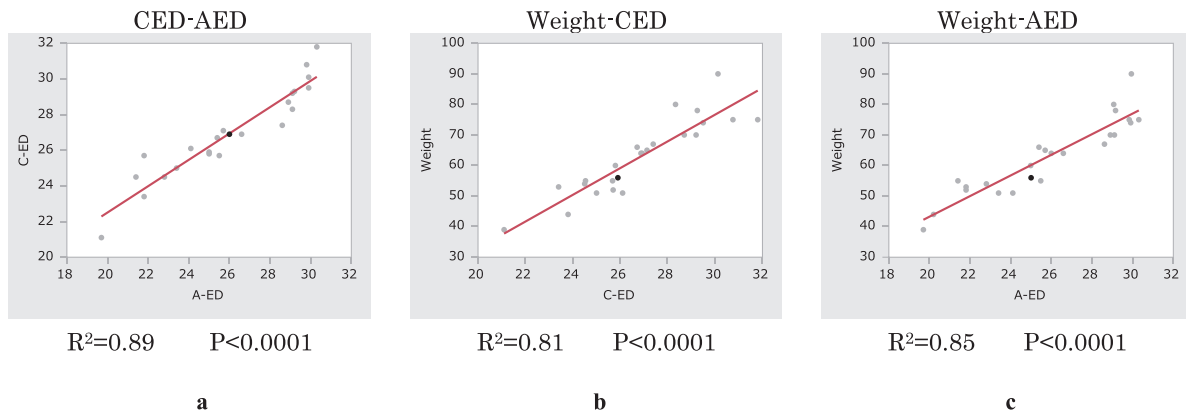 CED-AED
32
30
28
26
24
22
20
C-ED
18 20 22 24 26 28 30 32
A-ED
R²=0.89 P<0.0001
a
Weight-CED
100
90
80
70
60
50
40
30
Weight
20 22 24 26 28 30 32
C-ED
R²=0.81 P<0.0001
b
Weight-AED
100
90
80
70
60
50
40
30
Weight
18 20 22 24 26 28 30 32
A-ED
R²=0.85 P<0.0001
c